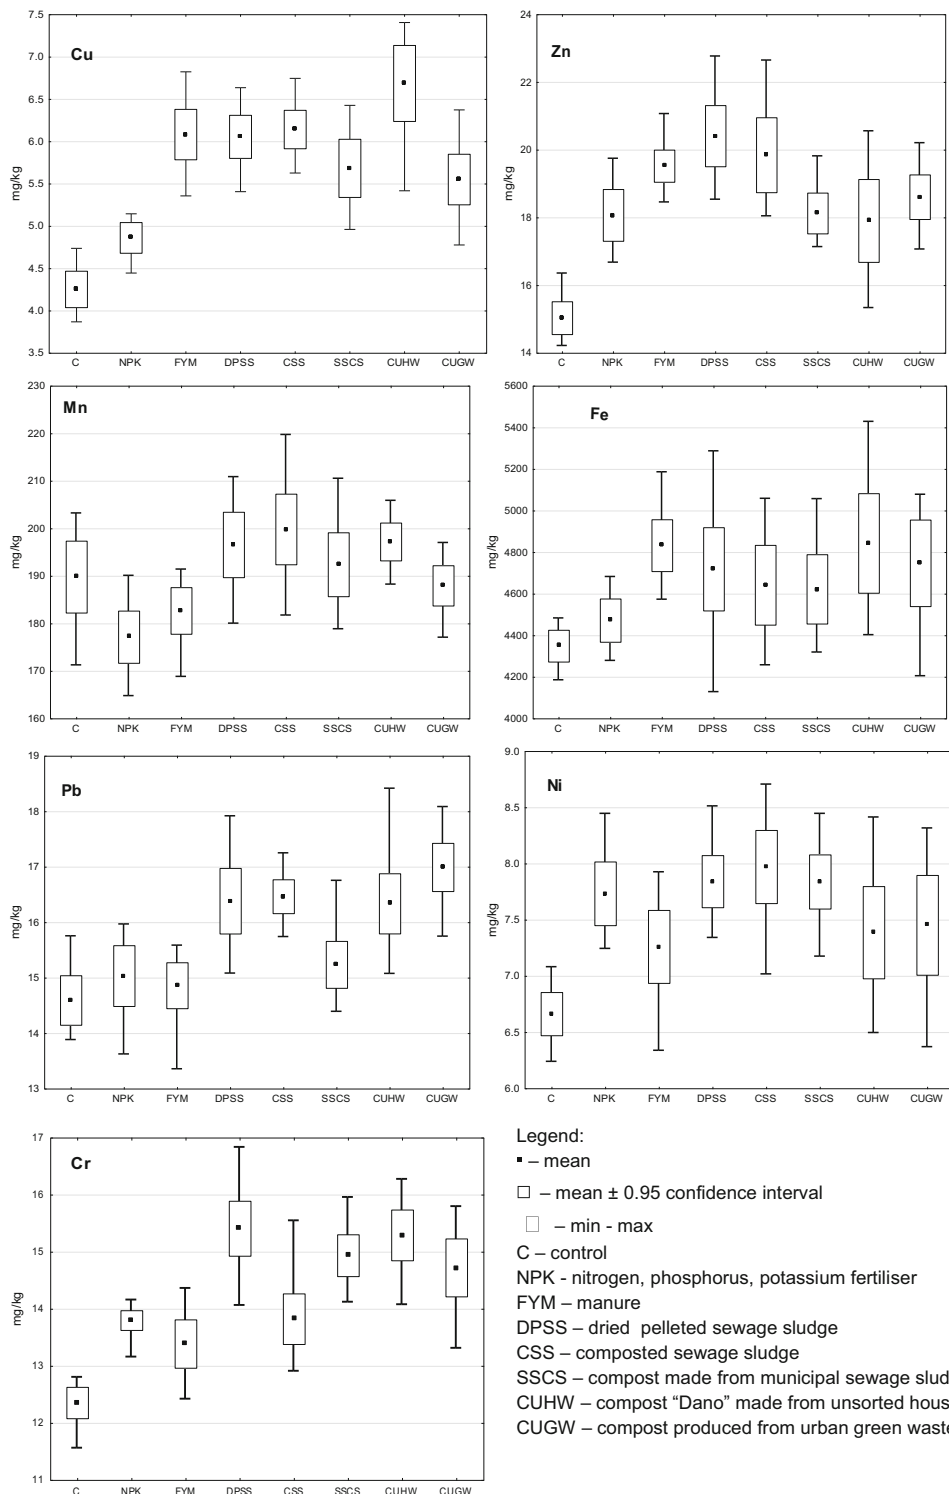 Cu
7.5
7.0
6.5
6.0
5.5
5.0
4.5
4.0
3.5
mg/kg
C NPK FYM DPSS CSS SSCS CUHW CUGW
Zn
24
22
20
18
16
14
mg/kg
C NPK FYM DPSS CSS SSCS CUHW CUGW
Mn
230
220
210
200
190
180
170
160
mg/kg
C NPK FYM DPSS CSS SSCS CUHW CUGW
Fe
5600
5400
5200
5000
4800
4600
4400
4200
4000
mg/kg
C NPK FYM DPSS CSS SSCS CUHW CUGW
Pb
19
18
17
16
15
14
13
mg/kg
C NPK FYM DPSS CSS SSCS CUHW CUGW
Ni
9.0
8.5
8.0
7.5
7.0
6.5
6.0
mg/kg
C NPK FYM DPSS CSS SSCS CUHW CUGW
Cr
17
16
15
14
13
12
11
mg/kg
C NPK FYM DPSS CSS SSCS CUHW CUGW
Legend:
▪ – mean
□ – mean ± 0.95 confidence interval
– min - max
C – control
NPK - nitrogen, phosphorus, potassium fertiliser
FYM – manure
DPSS – dried pelleted sewage sludge
CSS – composted sewage sludge
SSCS – compost made from municipal sewage slud
CUHW – compost “Dano” made from unsorted hous
CUGW – compost produced from urban green waste